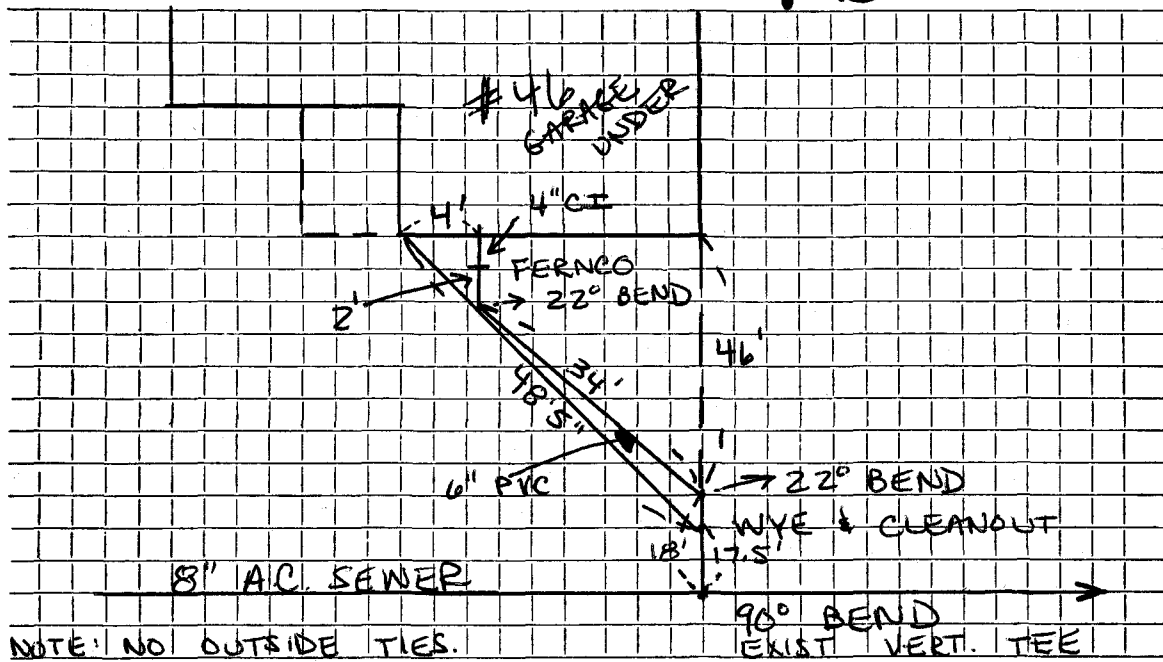 # 46
GARAGE
UNDER
4'
4" CI
FERNCO
2'
22° BEND
46'
34'
48'5"
6" PVC
22° BEND
WYE & CLEANOUT
18'
17.5'
8" A.C. SEWER
90° BEND
NOTE: NO OUTSIDE TIES.
EXIST VERT. TEE